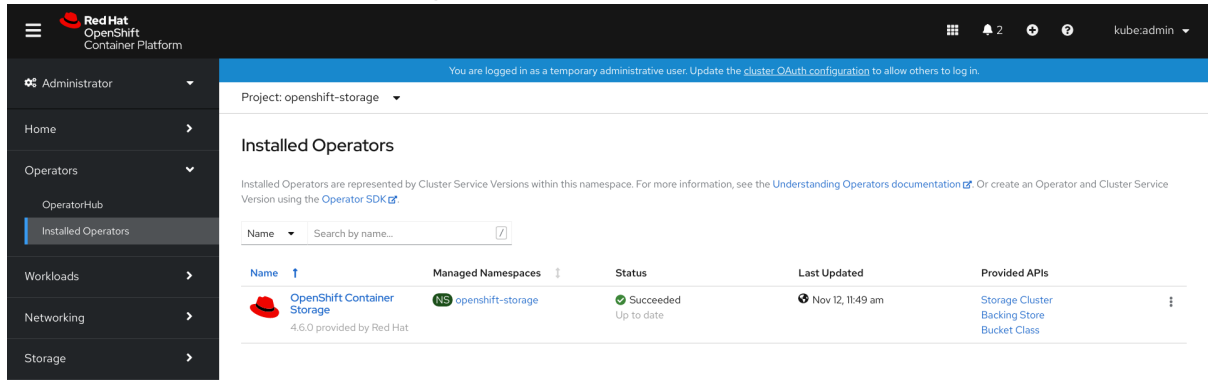 Red Hat
OpenShift
Container Platform
2
kube:admin
Administrator
You are logged in as a temporary administrative user. Update the cluster OAuth configuration to allow others to log in.
Project: openshift-storage
Home
Operators
OperatorHub
Installed Operators
Workloads
Networking
Storage
Installed Operators
Installed Operators are represented by Cluster Service Versions within this namespace. For more information, see the Understanding Operators documentation. Or create an Operator and Cluster Service
Version using the Operator SDK.
Name
Search by name...
/
Name
Managed Namespaces
Status
Last Updated
Provided APIs
OpenShift Container
Storage
4.6.0 provided by Red Hat
NS openshift-storage
Succeeded
Up to date
Nov 12, 11:49 am
Storage Cluster
Backing Store
Bucket Class